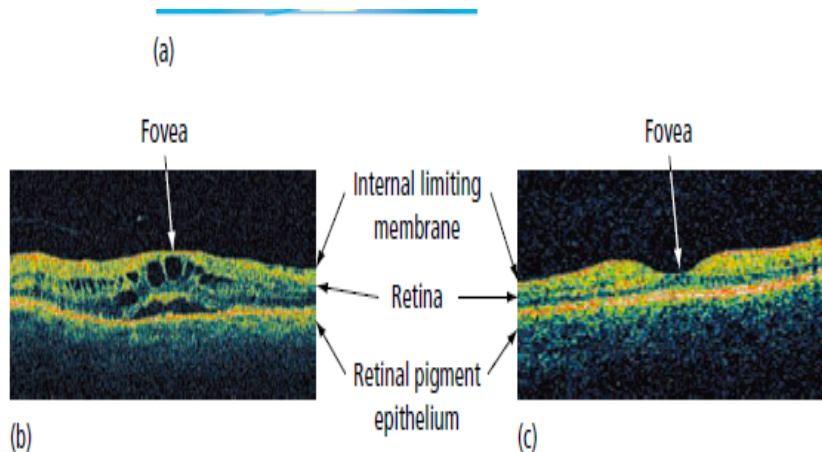 (a)
Fovea
Fovea
Internal limiting
membrane
Retina
Retinal pigment
epithelium
(b)
(c)